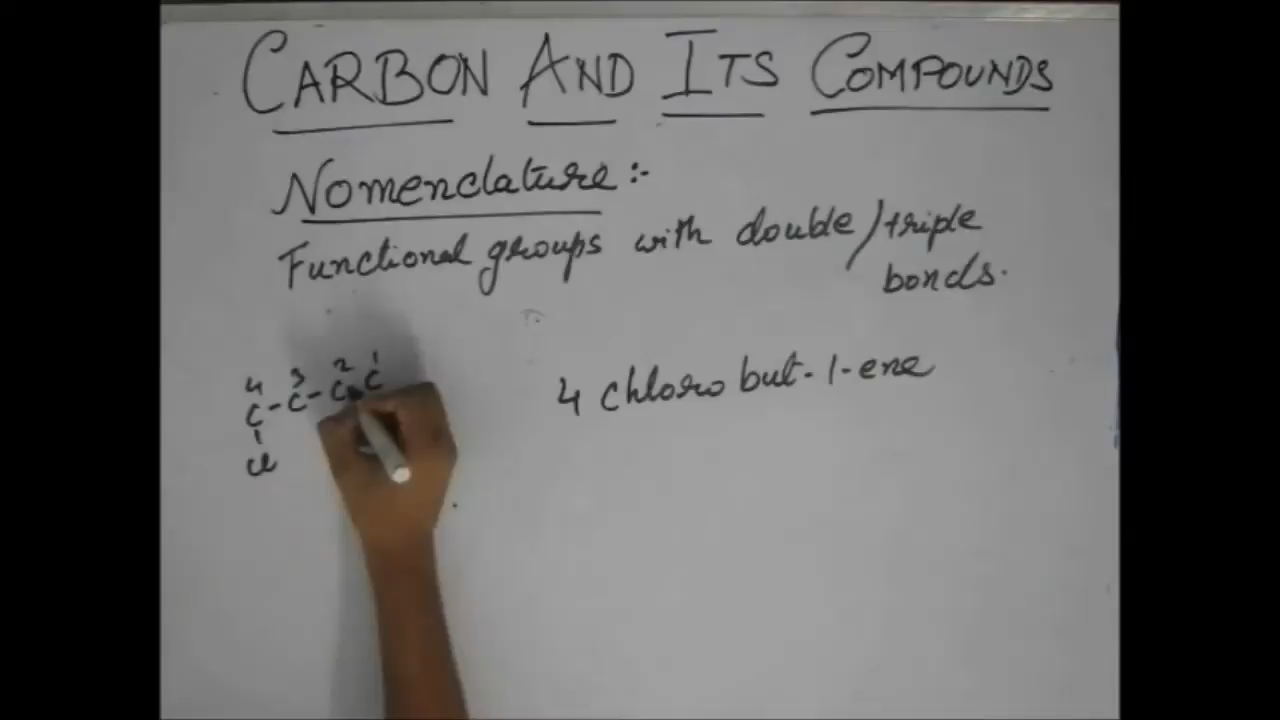 CARBON AND ITS COMPOUNDS
Nomenclature :-
Functional groups with double/triple
bonds.
4 3 2 1
C - C - C C
4 chloro but-1-ene
Cl